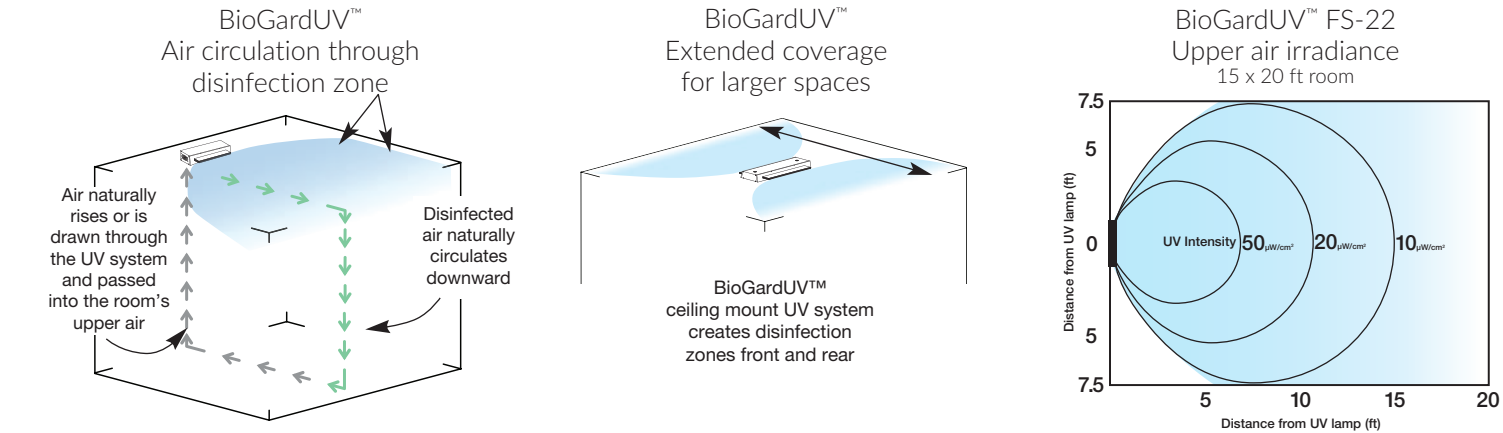 BioGardUV™
Air circulation through
disinfection zone
Air naturally
rises or is
drawn through
the UV system
and passed
into the room's
upper air
Disinfected
air naturally
circulates
downward
BioGardUV™
Extended coverage
for larger spaces
BioGardUV™
ceiling mount UV system
creates disinfection
zones front and rear
BioGardUV™ FS-22
Upper air irradiance
15 x 20 ft room
7.5
5
0
5
7.5
Distance from UV lamp (ft)
UV Intensity 50µW/cm² 20µW/cm² 10µW/cm²
5 10 15 20
Distance from UV lamp (ft)